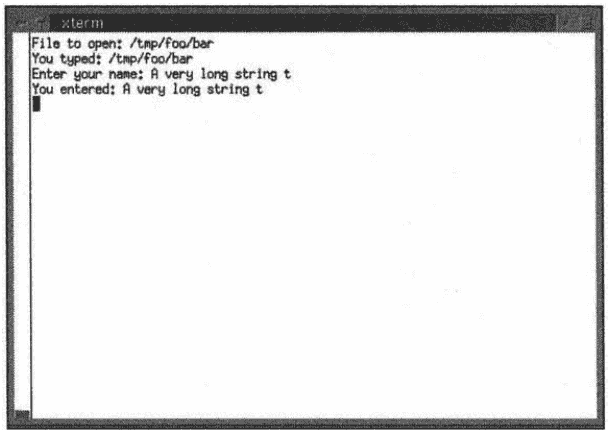 xterm
File to open: /tmp/foo/bar
You typed: /tmp/foo/bar
Enter your name: A very long string t
You entered: A very long string t